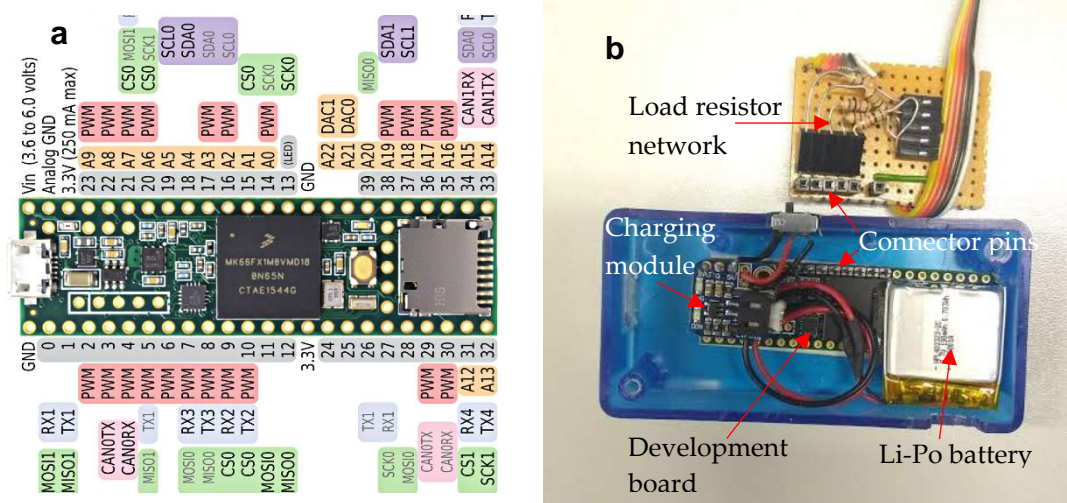 a
Vin (3.6 to 6.0 volts)
Analog GND
3.3V (250 mA max)
MOSI1 SCK1 SCL0 SDA0 SDA0 SCL0 SDA1 SCL1 SDA0 SCL0
CS0 CS0 CS0 SCK0 SCK0 MISO0 CAN1RX CAN1TX
PWM PWM PWM PWM PWM PWM PWM DAC1 DAC0 PWM PWM PWM PWM
A9 A8 A7 A6 A5 A4 A3 A2 A1 A0 (LED) A22 A21 A20 A19 A18 A17 A16 A15 A14
23 22 21 20 19 18 17 16 15 14 13 GND 39 38 37 36 35 34 33
MK66FX1M0VMD18
0N65N
CTAE1544G
GND 0 1 2 3 4 5 6 7 8 9 10 11 12 3.3V 24 25 26 27 28 29 30 31 32
PWM PWM PWM PWM PWM PWM PWM PWM PWM PWM PWM A12 A13
RX1 TX1 CAN0TX CAN0RX TX1 RX3 TX3 RX2 TX2 TX1 RX1 CAN0TX CAN0RX RX4 TX4
MOSI1 MISO1 MISO1 MOSI0 MISO0 CS0 CS0 MOSI0 MISO0 SCK0 MOSI0 CS1 SCK1
b
Load resistor
network
Charging
module
Connector pins
Development
board
Li-Po battery